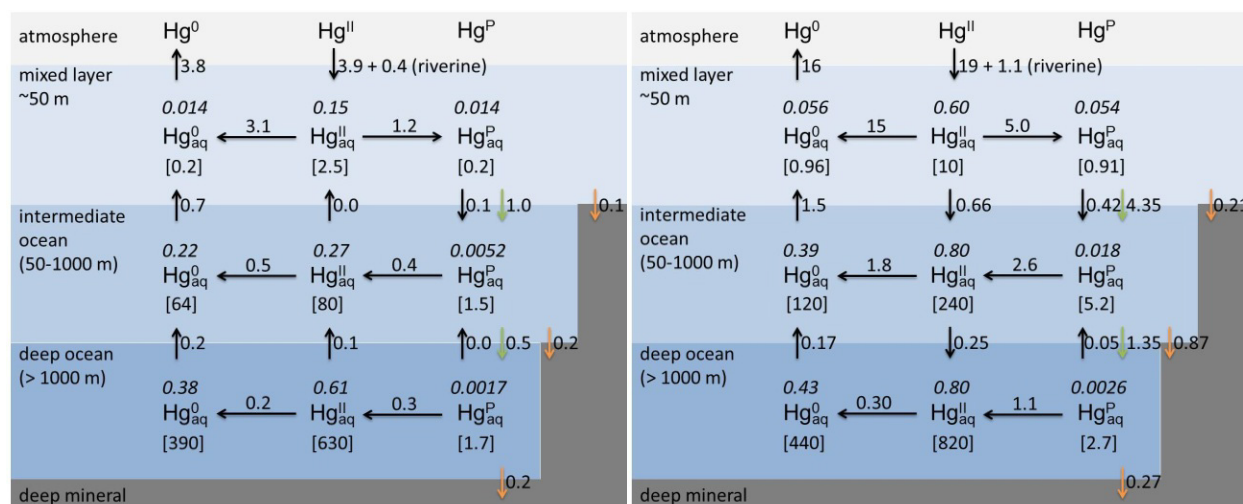 atmosphere Hg⁰ Hgᴵᴵ Hgᴾ
3.8 3.9 + 0.4 (riverine)
mixed layer
~50 m
0.014 0.15 0.014
Hg⁰aq 3.1 Hgᴵᴵaq 1.2 Hgᴾaq
[0.2] [2.5] [0.2]
0.7 0.0 0.1 1.0 0.1
intermediate
ocean
(50-1000 m)
0.22 0.27 0.0052
Hg⁰aq 0.5 Hgᴵᴵaq 0.4 Hgᴾaq
[64] [80] [1.5]
0.2 0.1 0.0 0.5 0.2
deep ocean
(> 1000 m)
0.38 0.61 0.0017
Hg⁰aq 0.2 Hgᴵᴵaq 0.3 Hgᴾaq
[390] [630] [1.7]
0.2
deep mineral
atmosphere Hg⁰ Hgᴵᴵ Hgᴾ
16 19 + 1.1 (riverine)
mixed layer
~50 m
0.056 0.60 0.054
Hg⁰aq 15 Hgᴵᴵaq 5.0 Hgᴾaq
[0.96] [10] [0.91]
1.5 0.66 0.42 4.35 0.21
intermediate
ocean
(50-1000 m)
0.39 0.80 0.018
Hg⁰aq 1.8 Hgᴵᴵaq 2.6 Hgᴾaq
[120] [240] [5.2]
0.17 0.25 0.05 1.35 0.87
deep ocean
(> 1000 m)
0.43 0.80 0.0026
Hg⁰aq 0.30 Hgᴵᴵaq 1.1 Hgᴾaq
[440] [820] [2.7]
0.27
deep mineral